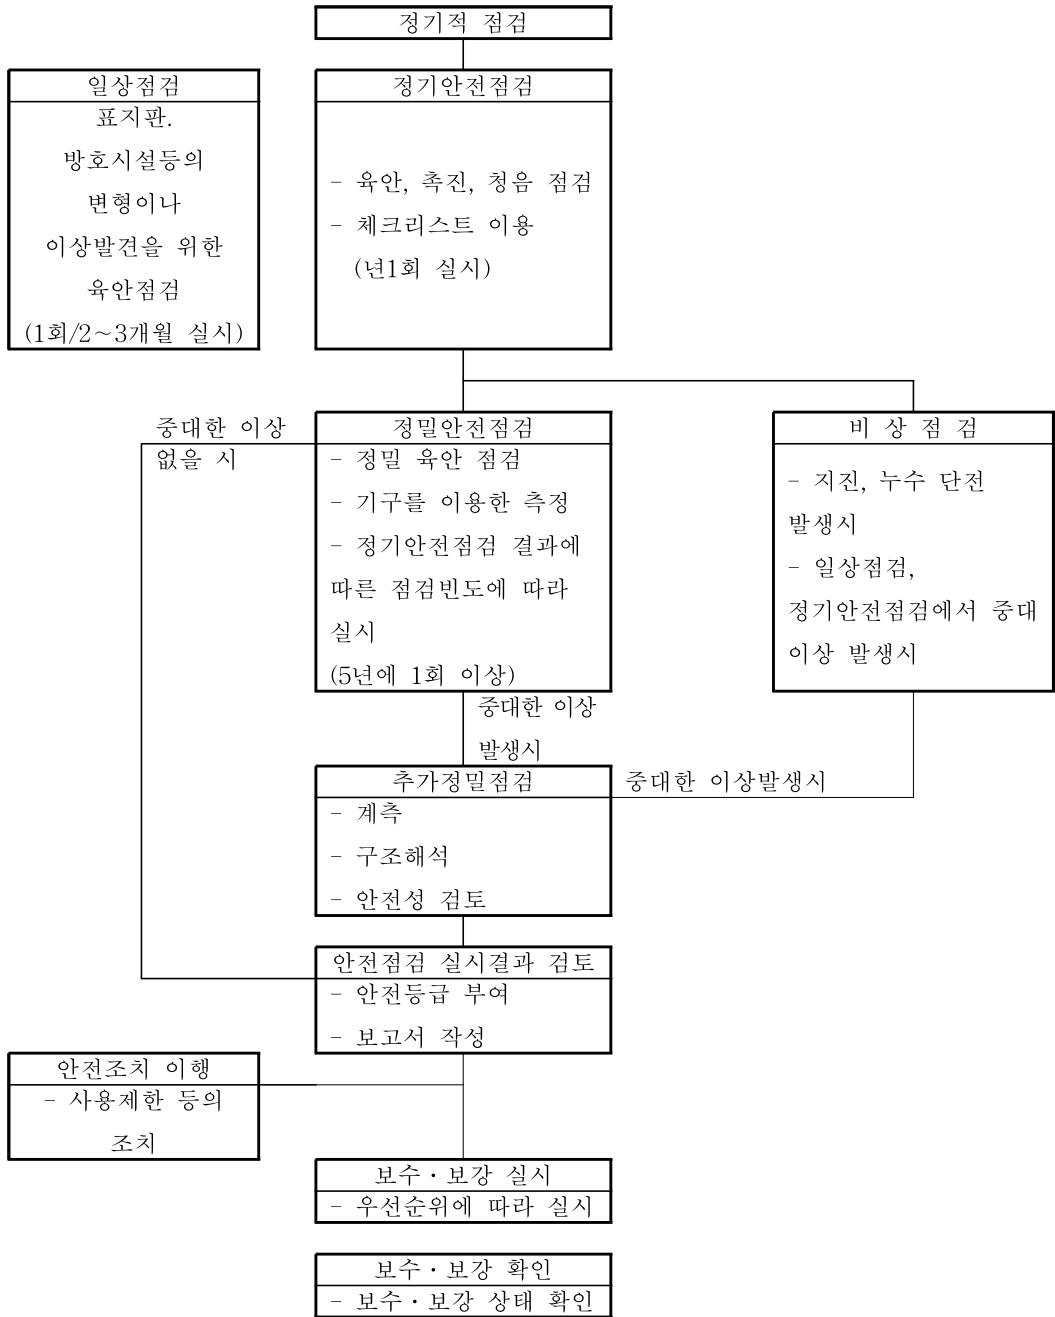 정기적 점검
일상점검
표지판.
방호시설등의
변형이나
이상발견을 위한
육안점검
(1회/2～3개월 실시)
정기안전점검
- 육안, 촉진, 청음 점검
- 체크리스트 이용
(년1회 실시)
중대한 이상
없을 시
정밀안전점검
- 정밀 육안 점검
- 기구를 이용한 측정
- 정기안전점검 결과에
따른 점검빈도에 따라
실시
(5년에 1회 이상)
비 상 점 검
- 지진, 누수 단전
발생시
- 일상점검,
정기안전점검에서 중대
이상 발생시
중대한 이상
발생시
추가정밀점검
- 계측
- 구조해석
- 안전성 검토
중대한 이상발생시
안전점검 실시결과 검토
- 안전등급 부여
- 보고서 작성
안전조치 이행
- 사용제한 등의
조치
보수・보강 실시
- 우선순위에 따라 실시
보수・보강 확인
- 보수・보강 상태 확인